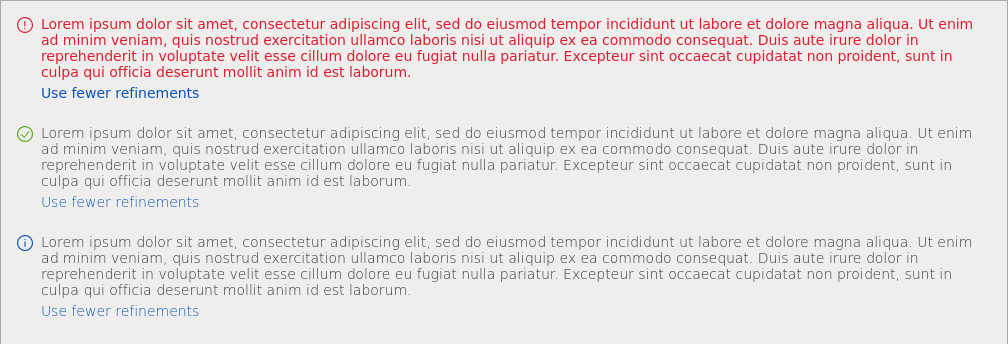 Lorem ipsum dolor sit amet, consectetur adipiscing elit, sed do eiusmod tempor incididunt ut labore et dolore magna aliqua. Ut enim
ad minim veniam, quis nostrud exercitation ullamco laboris nisi ut aliquip ex ea commodo consequat. Duis aute irure dolor in
reprehenderit in voluptate velit esse cillum dolore eu fugiat nulla pariatur. Excepteur sint occaecat cupidatat non proident, sunt in
culpa qui officia deserunt mollit anim id est laborum.
Use fewer refinements
Lorem ipsum dolor sit amet, consectetur adipiscing elit, sed do eiusmod tempor incididunt ut labore et dolore magna aliqua. Ut enim
ad minim veniam, quis nostrud exercitation ullamco laboris nisi ut aliquip ex ea commodo consequat. Duis aute irure dolor in
reprehenderit in voluptate velit esse cillum dolore eu fugiat nulla pariatur. Excepteur sint occaecat cupidatat non proident, sunt in
culpa qui officia deserunt mollit anim id est laborum.
Use fewer refinements
Lorem ipsum dolor sit amet, consectetur adipiscing elit, sed do eiusmod tempor incididunt ut labore et dolore magna aliqua. Ut enim
ad minim veniam, quis nostrud exercitation ullamco laboris nisi ut aliquip ex ea commodo consequat. Duis aute irure dolor in
reprehenderit in voluptate velit esse cillum dolore eu fugiat nulla pariatur. Excepteur sint occaecat cupidatat non proident, sunt in
culpa qui officia deserunt mollit anim id est laborum.
Use fewer refinements